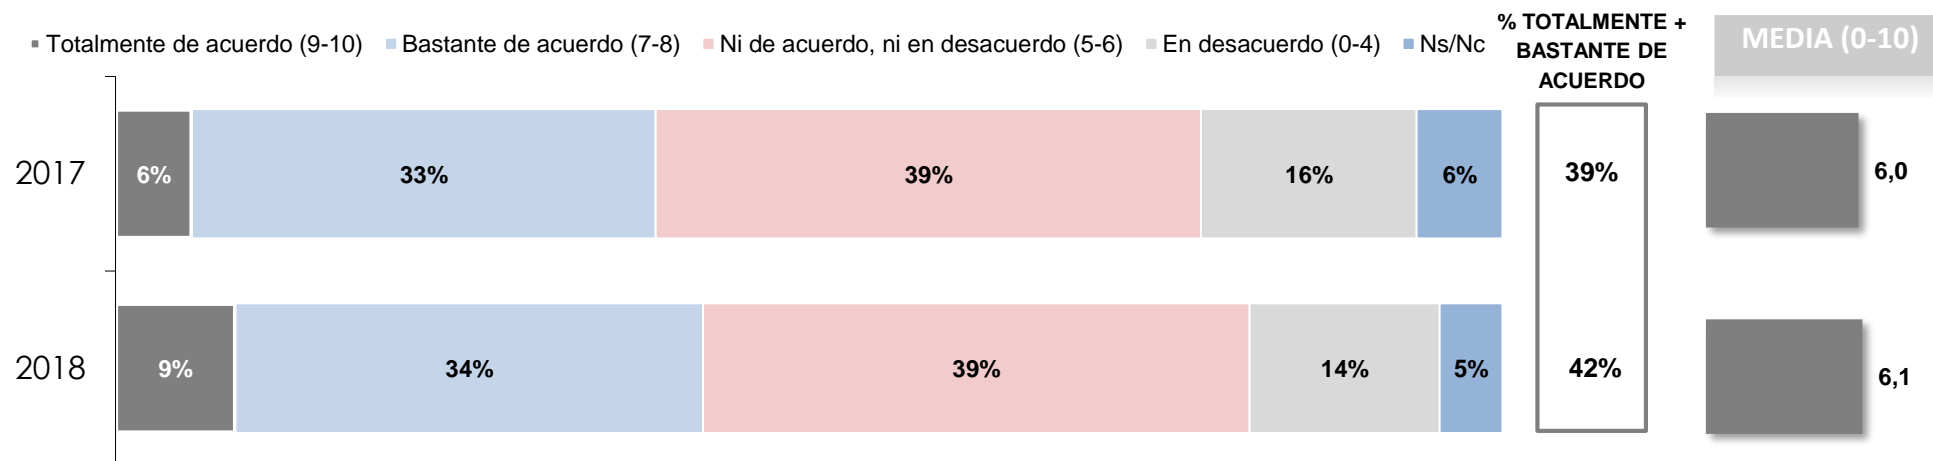 Totalmente de acuerdo (9-10) Bastante de acuerdo (7-8) Ni de acuerdo, ni en desacuerdo (5-6) En desacuerdo (0-4) Ns/Nc
% TOTALMENTE +
BASTANTE DE
ACUERDO
MEDIA (0-10)
2017 6% 33% 39% 16% 6% 39% 6,0
2018 9% 34% 39% 14% 5% 42% 6,1